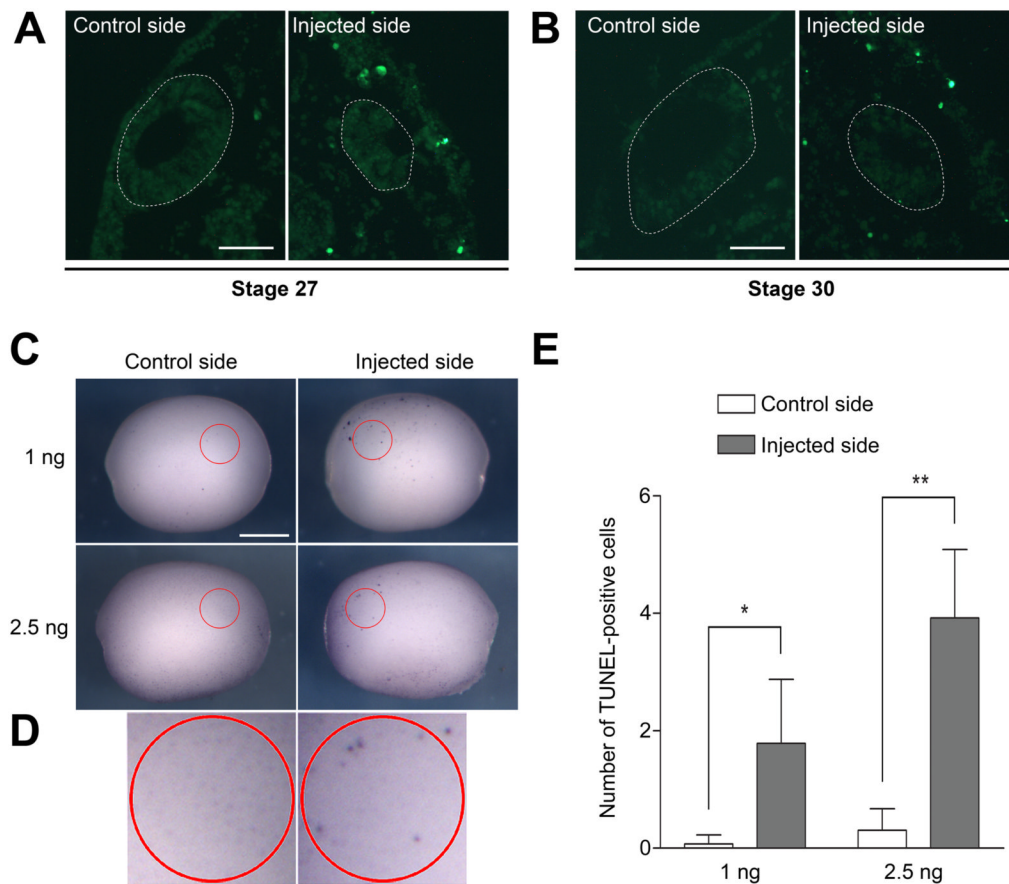 A
Control side
Injected side
Stage 27
B
Control side
Injected side
Stage 30
C
Control side
Injected side
1 ng
2.5 ng
D
E
Control side
Injected side
Number of TUNEL-positive cells
6
4
2
0
*
**
1 ng
2.5 ng